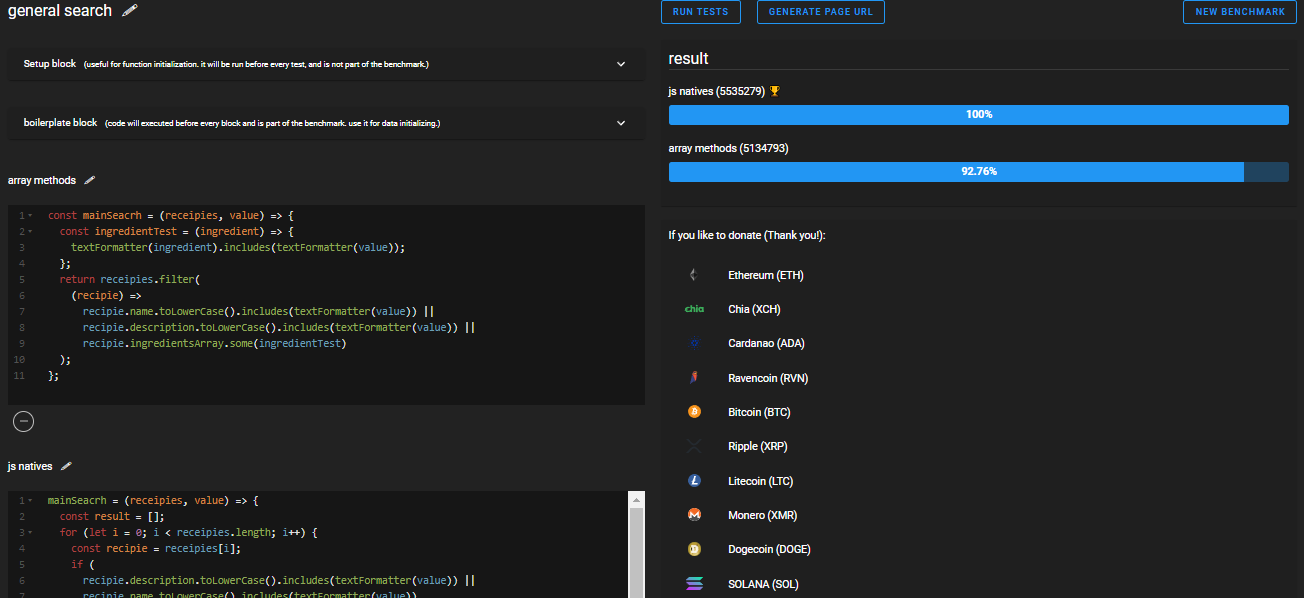 general search
RUN TESTS
GENERATE PAGE URL
NEW BENCHMARK
Setup block (useful for function initialization. it will be run before every test, and is not part of the benchmark.)
boilerplate block (code will executed before every block and is part of the benchmark. use it for data initializing.)
array methods
1 const mainSeacrh = (receipies, value) => {
2 const ingredientTest = (ingredient) => {
3 textFormatter(ingredient).includes(textFormatter(value));
4 };
5 return receipies.filter(
6 (recipie) =>
7 recipie.name.toLowerCase().includes(textFormatter(value)) ||
8 recipie.description.toLowerCase().includes(textFormatter(value)) ||
9 recipie.ingredientsArray.some(ingredientTest)
10 );
11 };
js natives
1 mainSeacrh = (receipies, value) => {
2 const result = [];
3 for (let i = 0; i < receipies.length; i++) {
4 const recipie = receipies[i];
5 if (
6 recipie.description.toLowerCase().includes(textFormatter(value)) ||
7 recipie.name.toLowerCase().includes(textFormatter(value))
result
js natives (5535279)
100%
array methods (5134793)
92.76%
If you like to donate (Thank you!):
Ethereum (ETH)
chia
Chia (XCH)
Cardanao (ADA)
Ravencoin (RVN)
Bitcoin (BTC)
Ripple (XRP)
Litecoin (LTC)
Monero (XMR)
Dogecoin (DOGE)
SOLANA (SOL)